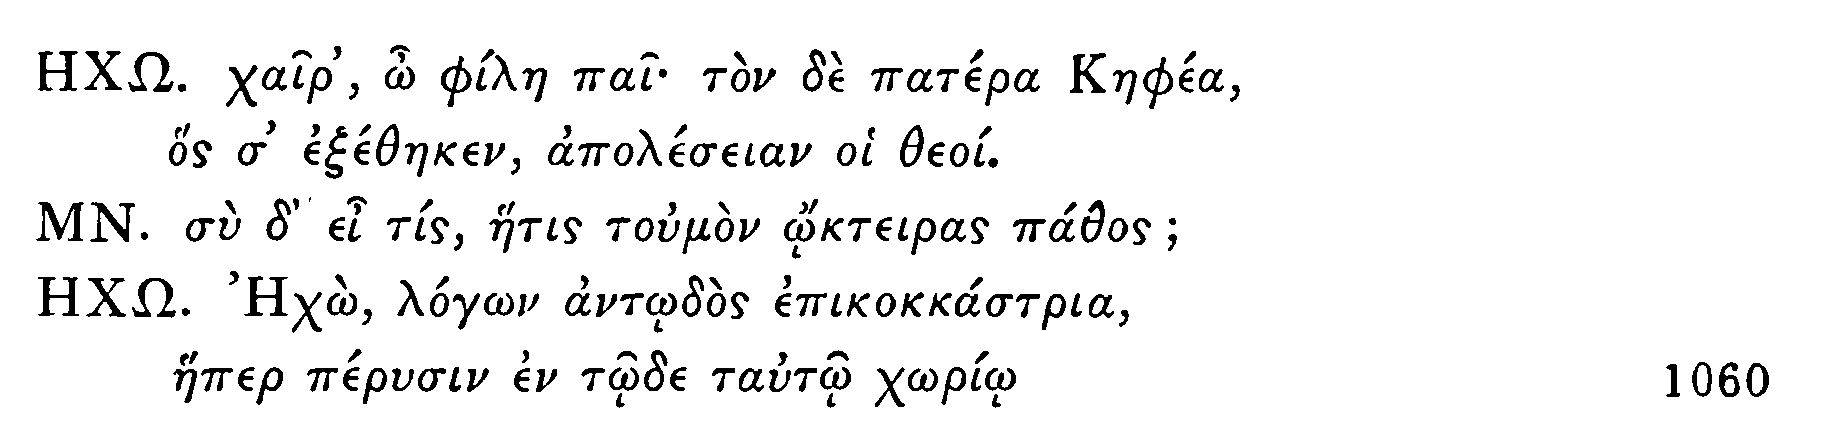 ΗΧΩ. χαῖρ’, ὦ φίλη παῖ· τὸν δὲ πατέρα Κηφέα,
ὅς σ’ ἐξέθηκεν, ἀπολέσειαν οἱ θεοί.
ΜΝ. σὺ δ’ εἶ τίς, ἥτις τοὐμὸν ᾤκτειρας πάθος;
ΗΧΩ. Ἠχὼ, λόγων ἀντῳδὸς ἐπικοκκάστρια,
ἥπερ πέρυσιν ἐν τῷδε ταὐτῷ χωρίῳ 1060